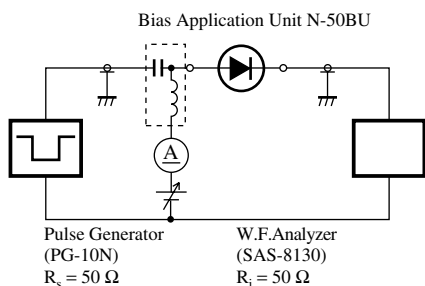 Bias Application Unit N-50BU
A
Pulse Generator
(PG-10N)
Rs = 50 Ω
W.F.Analyzer
(SAS-8130)
Ri = 50 Ω